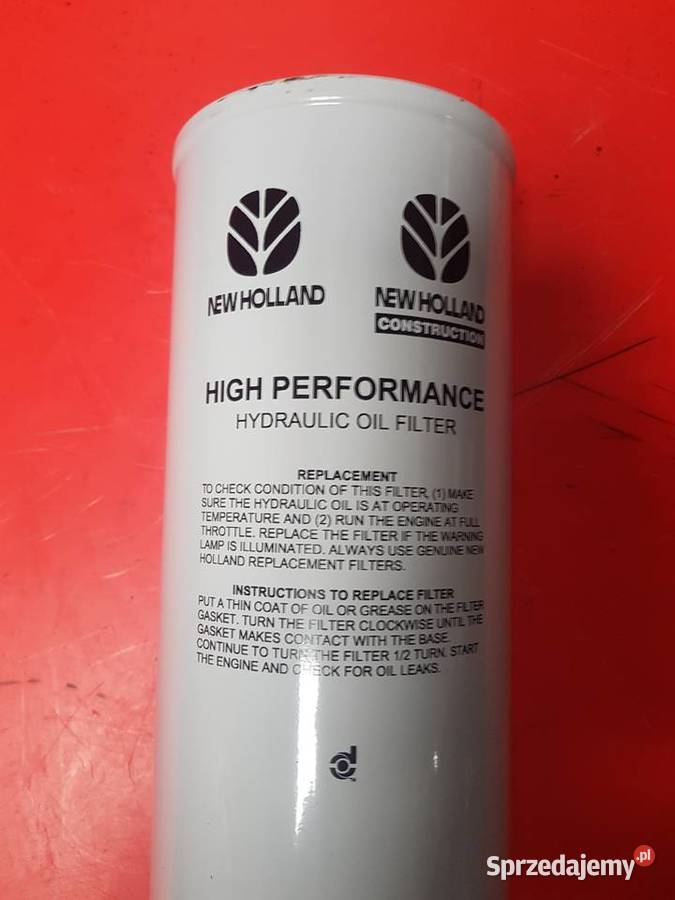 NEW HOLLAND
NEW HOLLAND
CONSTRUCTION
HIGH PERFORMANCE
HYDRAULIC OIL FILTER
REPLACEMENT
TO CHECK CONDITION OF THIS FILTER, (1) MAKE
SURE THE HYDRAULIC OIL IS AT OPERATING
TEMPERATURE AND (2) RUN THE ENGINE AT FULL
THROTTLE. REPLACE THE FILTER IF THE WARNING
LAMP IS ILLUMINATED. ALWAYS USE GENUINE NEW
HOLLAND REPLACEMENT FILTERS.
INSTRUCTIONS TO REPLACE FILTER
PUT A THIN COAT OF OIL OR GREASE ON THE FILTER
GASKET. TURN THE FILTER CLOCKWISE UNTIL THE
GASKET MAKES CONTACT WITH THE BASE.
CONTINUE TO TURN THE FILTER 1/2 TURN. START
THE ENGINE AND CHECK FOR OIL LEAKS.
Sprzedajemy.pl